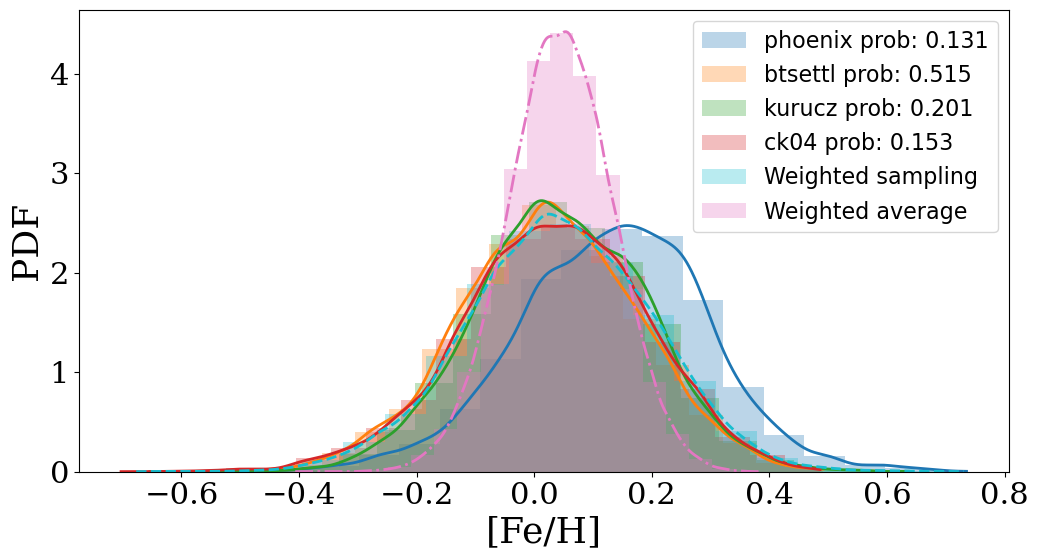 phoenix prob: 0.131
btsettl prob: 0.515
kurucz prob: 0.201
ck04 prob: 0.153
Weighted sampling
Weighted average
PDF
4
3
2
1
0
−0.6 −0.4 −0.2 0.0 0.2 0.4 0.6 0.8
[Fe/H]